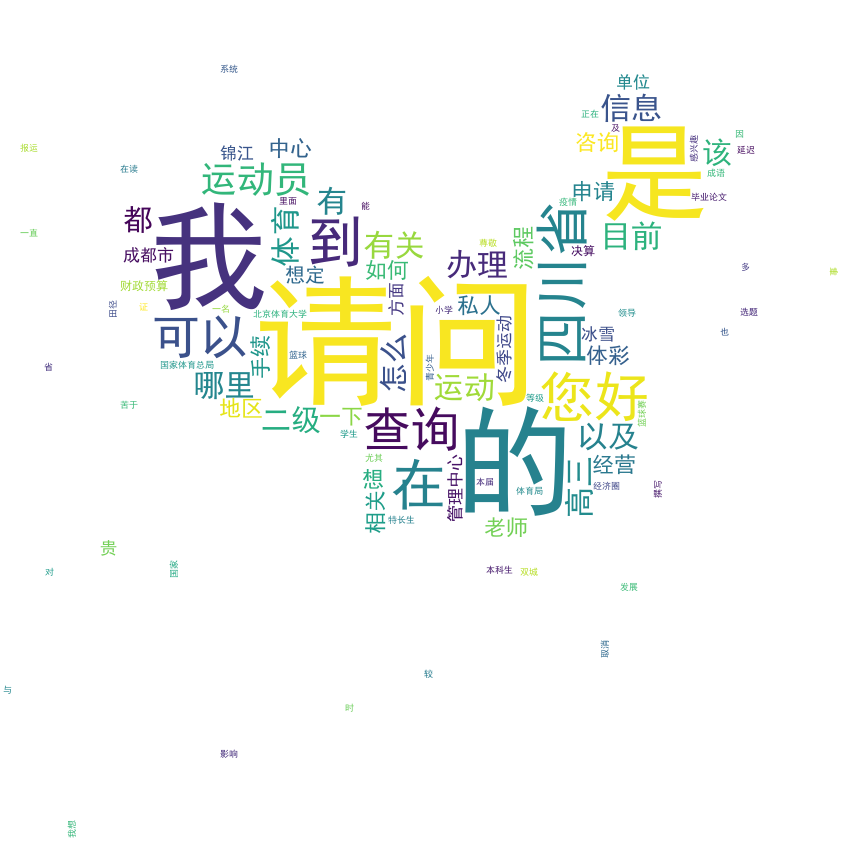 系统
单位
信息
正在
及
咨询
是
感兴趣
该
因
延迟
报运
锦江
中心
在读
运动员
里面
能
申请
成语
疫情
毕业论文
都
我
体育
有
到
有关
尊敬
流程
四川省
目前
决算
一直
成都市
想定
如何
办理
多
事
财政预算
田径
证
一名
北京体育大学
请问
方面
小学
私人
领导
选题
可以
手续
篮球
怎么
青少年
冬季运动
冰雪
体彩
也
国家体育总局
省
哪里
运动
等级
您好
苦于
地区
二级
一下
查询
的
篮球赛
学生
以及
尤其
相关
想
在
管理中心
本届
体育局
高三
经营
经济圈
撰写
特长生
老师
贵
对
国家
本科生
双城
发展
取消
较
与
时
影响
我想